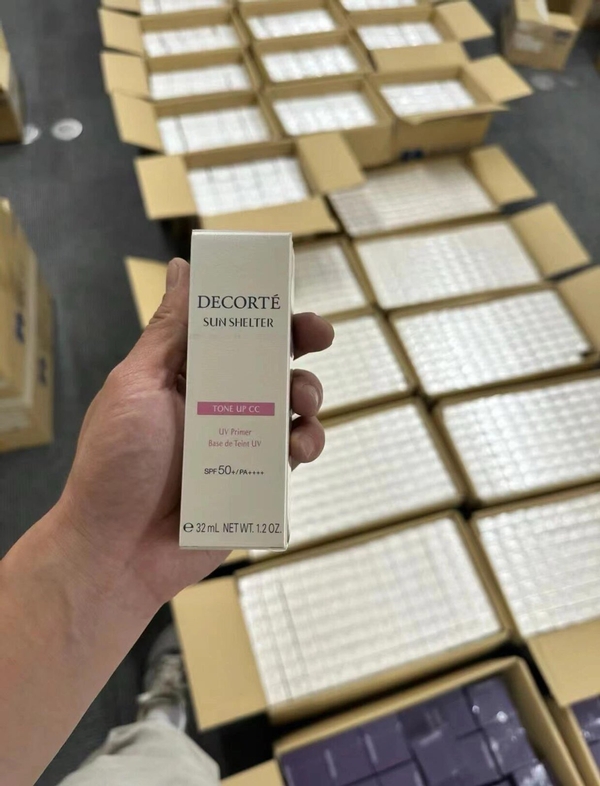 DECORTÉ
SUN SHELTER
TONE UP CC
UV Primer
Base de Teint UV
SPF50+/PA++++
℮ 32 mL NET WT. 1.2 OZ.